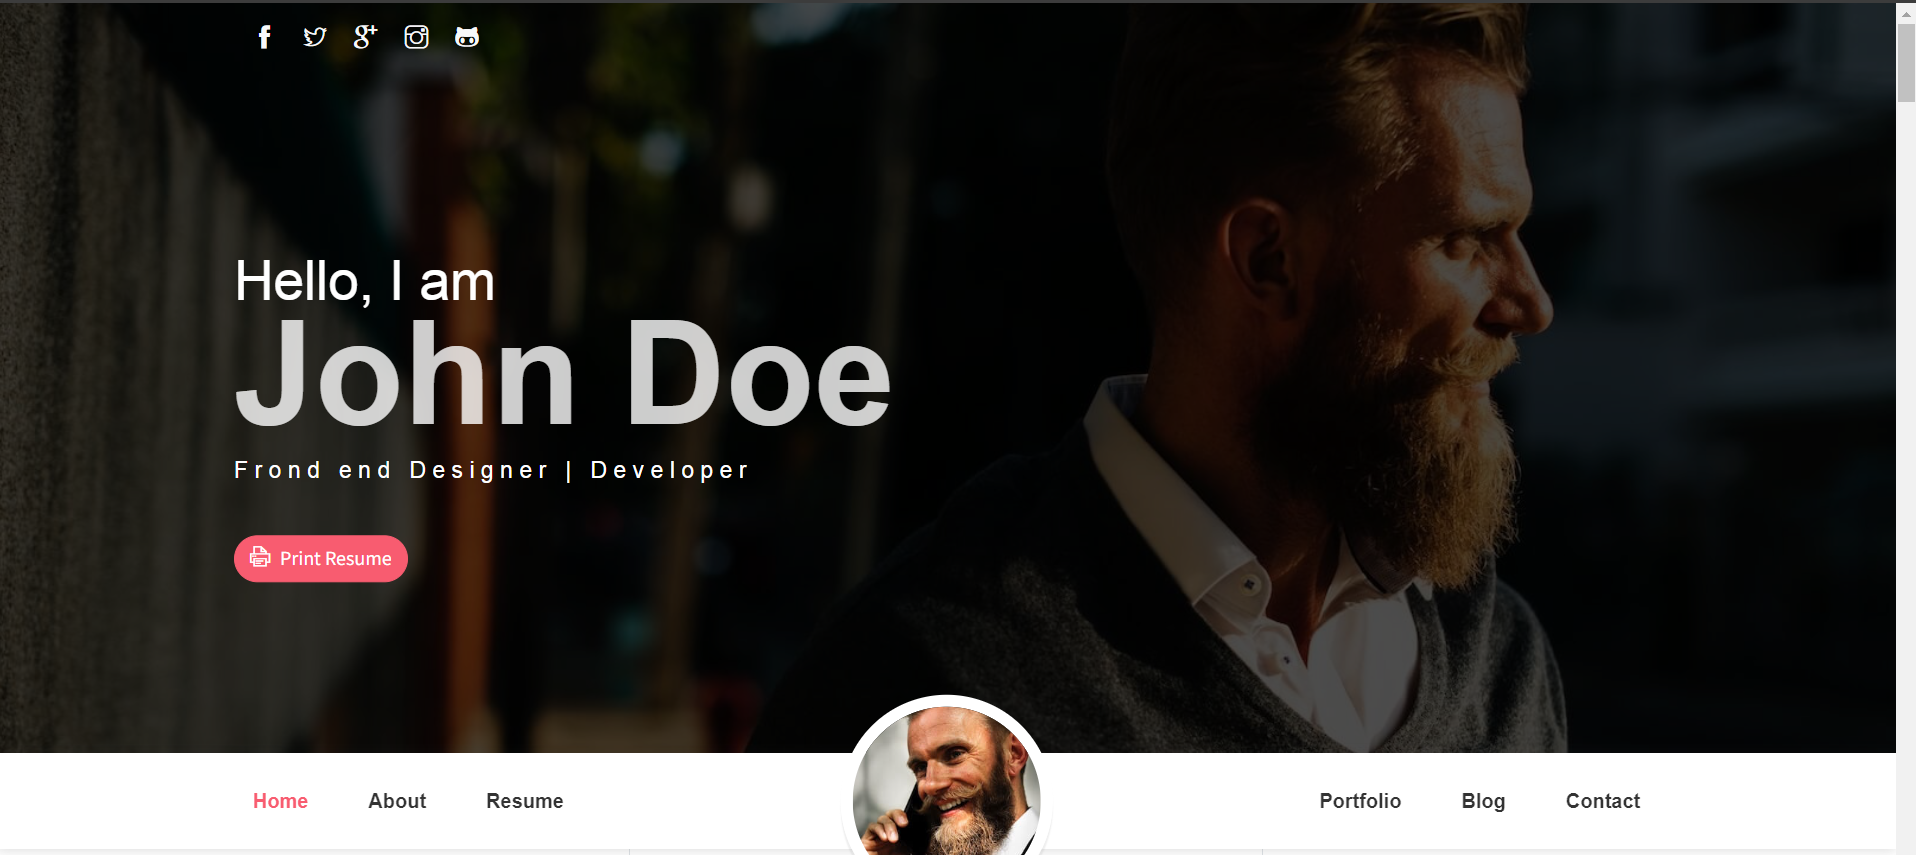 Hello, I am
John Doe
Frond end Designer | Developer
Print Resume
Home About Resume Portfolio Blog Contact